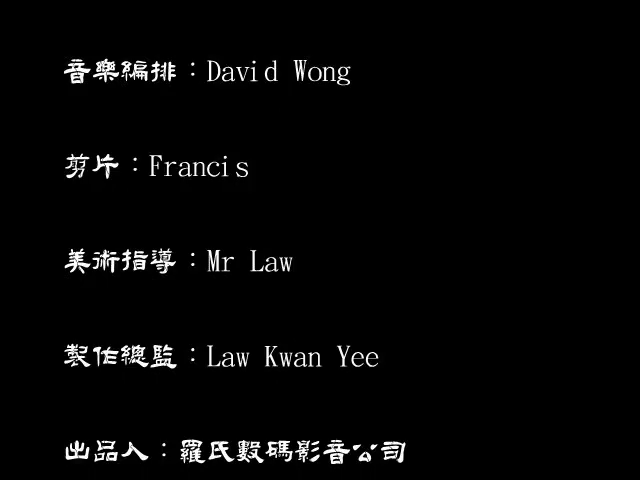 音樂編排：David Wong
剪片：Francis
美術指導：Mr Law
製作總監：Law Kwan Yee
出品人：羅氏數碼影音公司